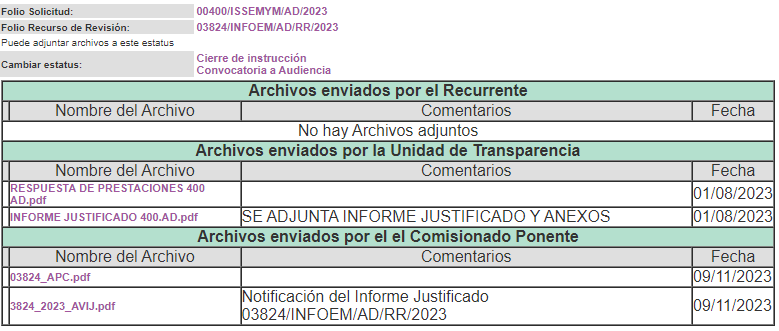 Folio Solicitud: 00400/ISSEMYM/AD/2023
Folio Recurso de Revisión: 03824/INFOEM/AD/RR/2023
Puede adjuntar archivos a este estatus
Cambiar estatus: Cierre de instrucción
Convocatoria a Audiencia
Archivos enviados por el Recurrente
Nombre del Archivo Comentarios Fecha
No hay Archivos adjuntos
Archivos enviados por la Unidad de Transparencia
Nombre del Archivo Comentarios Fecha
RESPUESTA DE PRESTACIONES 400
AD.pdf 01/08/2023
INFORME JUSTIFICADO 400.AD.pdf SE ADJUNTA INFORME JUSTIFICADO Y ANEXOS 01/08/2023
Archivos enviados por el el Comisionado Ponente
Nombre del Archivo Comentarios Fecha
03824_APC.pdf 09/11/2023
3824_2023_AVIJ.pdf Notificación del Informe Justificado
03824/INFOEM/AD/RR/2023 09/11/2023